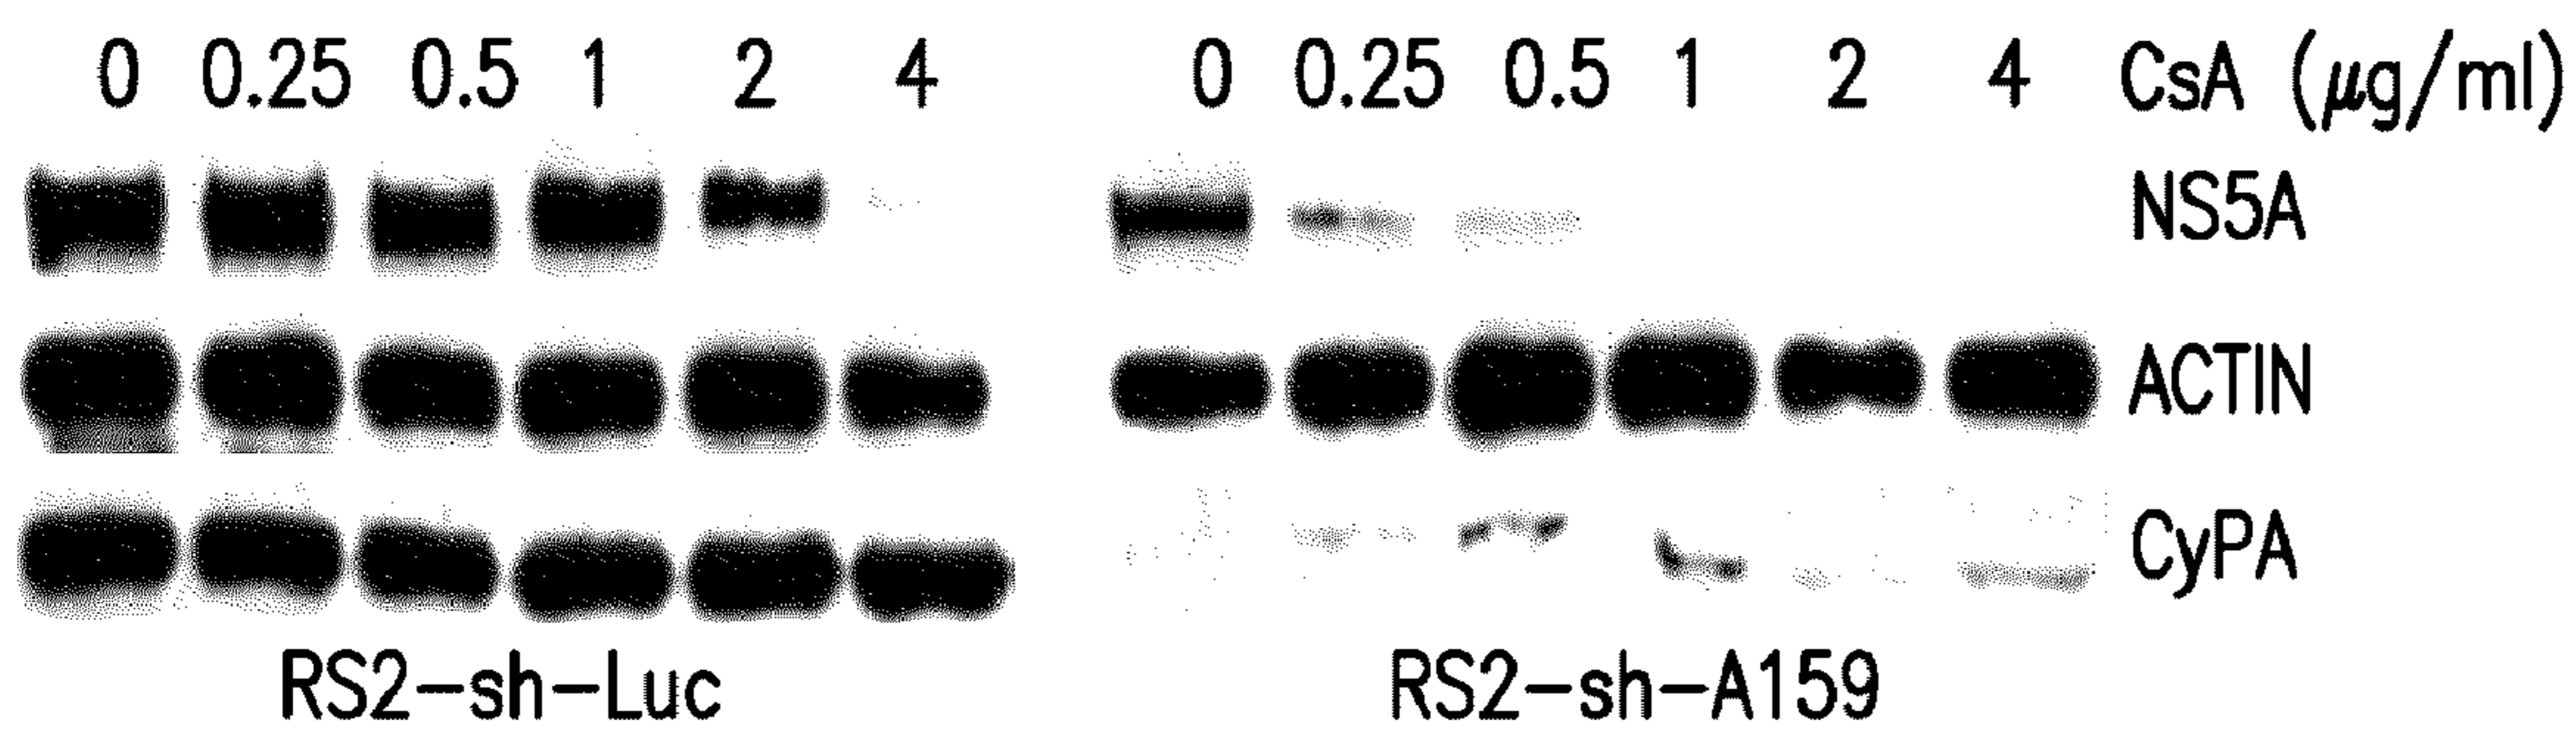 0 0.25 0.5 1 2 4 0 0.25 0.5 1 2 4 CsA (µg/ml)
NS5A
ACTIN
CyPA
RS2-sh-Luc RS2-sh-A159